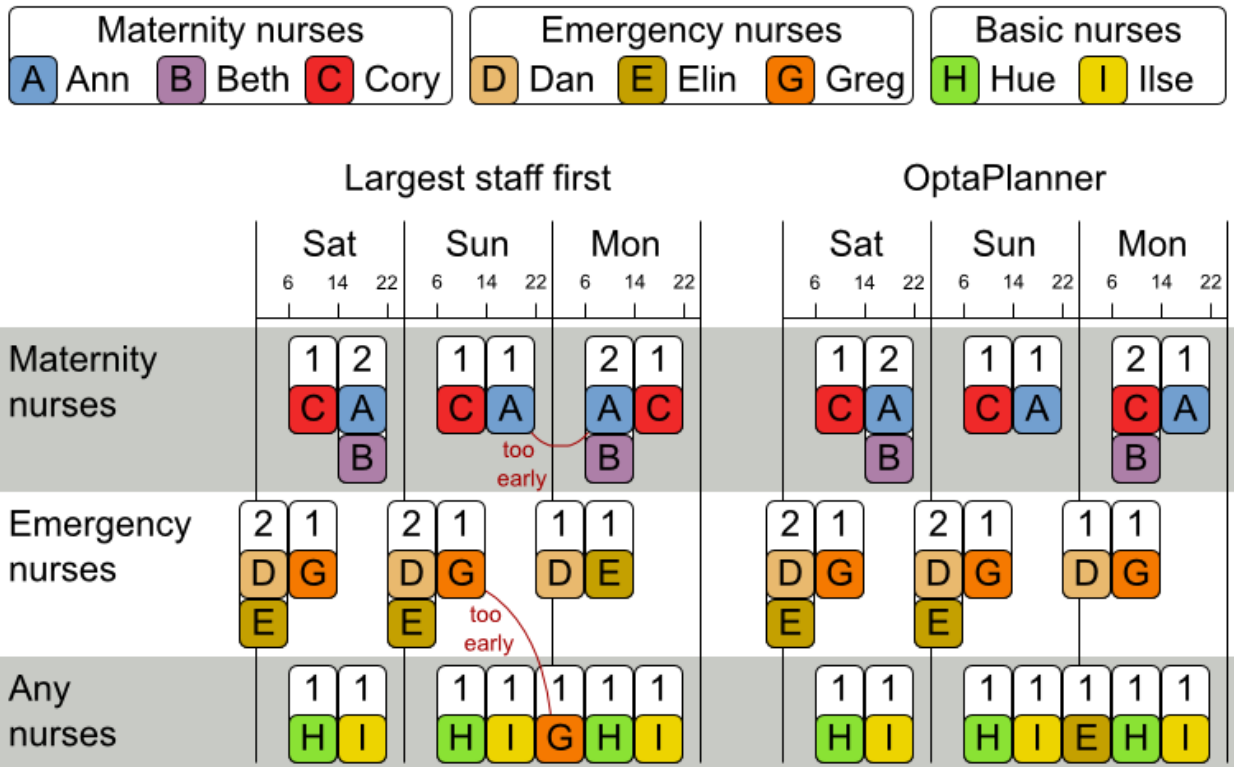 Maternity nurses Emergency nurses Basic nurses
A Ann B Beth C Cory D Dan E Elin G Greg H Hue I Ilse
Largest staff first OptaPlanner
Sat Sun Mon Sat Sun Mon
6 14 22 6 14 22 6 14 22 6 14 22 6 14 22 6 14 22
Maternity 1 2 1 1 2 1 1 2 1 1 2 1
nurses C A C A A C C A C A C A
B too B B B
early
Emergency 2 1 2 1 1 1 2 1 2 1 1 1
nurses D G D G D E D G D G D G
E E too E E
early
Any 1 1 1 1 1 1 1 1 1 1 1 1 1 1
nurses H I H I G H I H I H I E H I